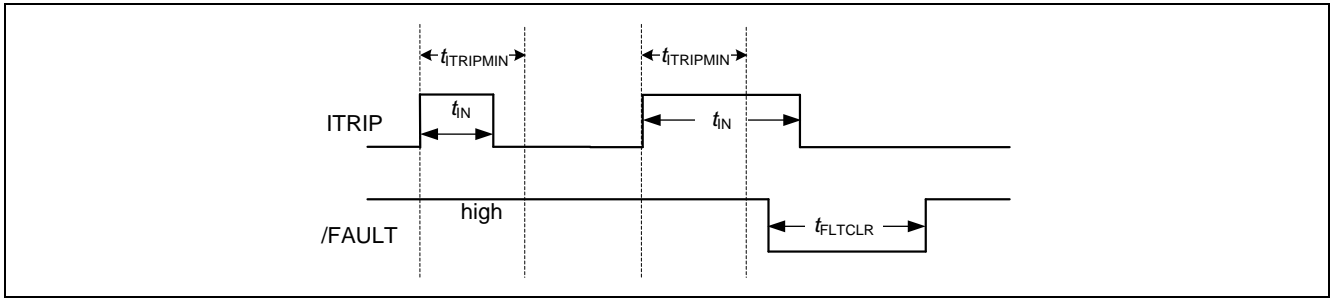 tITRIPMIN tITRIPMIN
ITRIP tIN tIN
high
/FAULT tFLTCLR